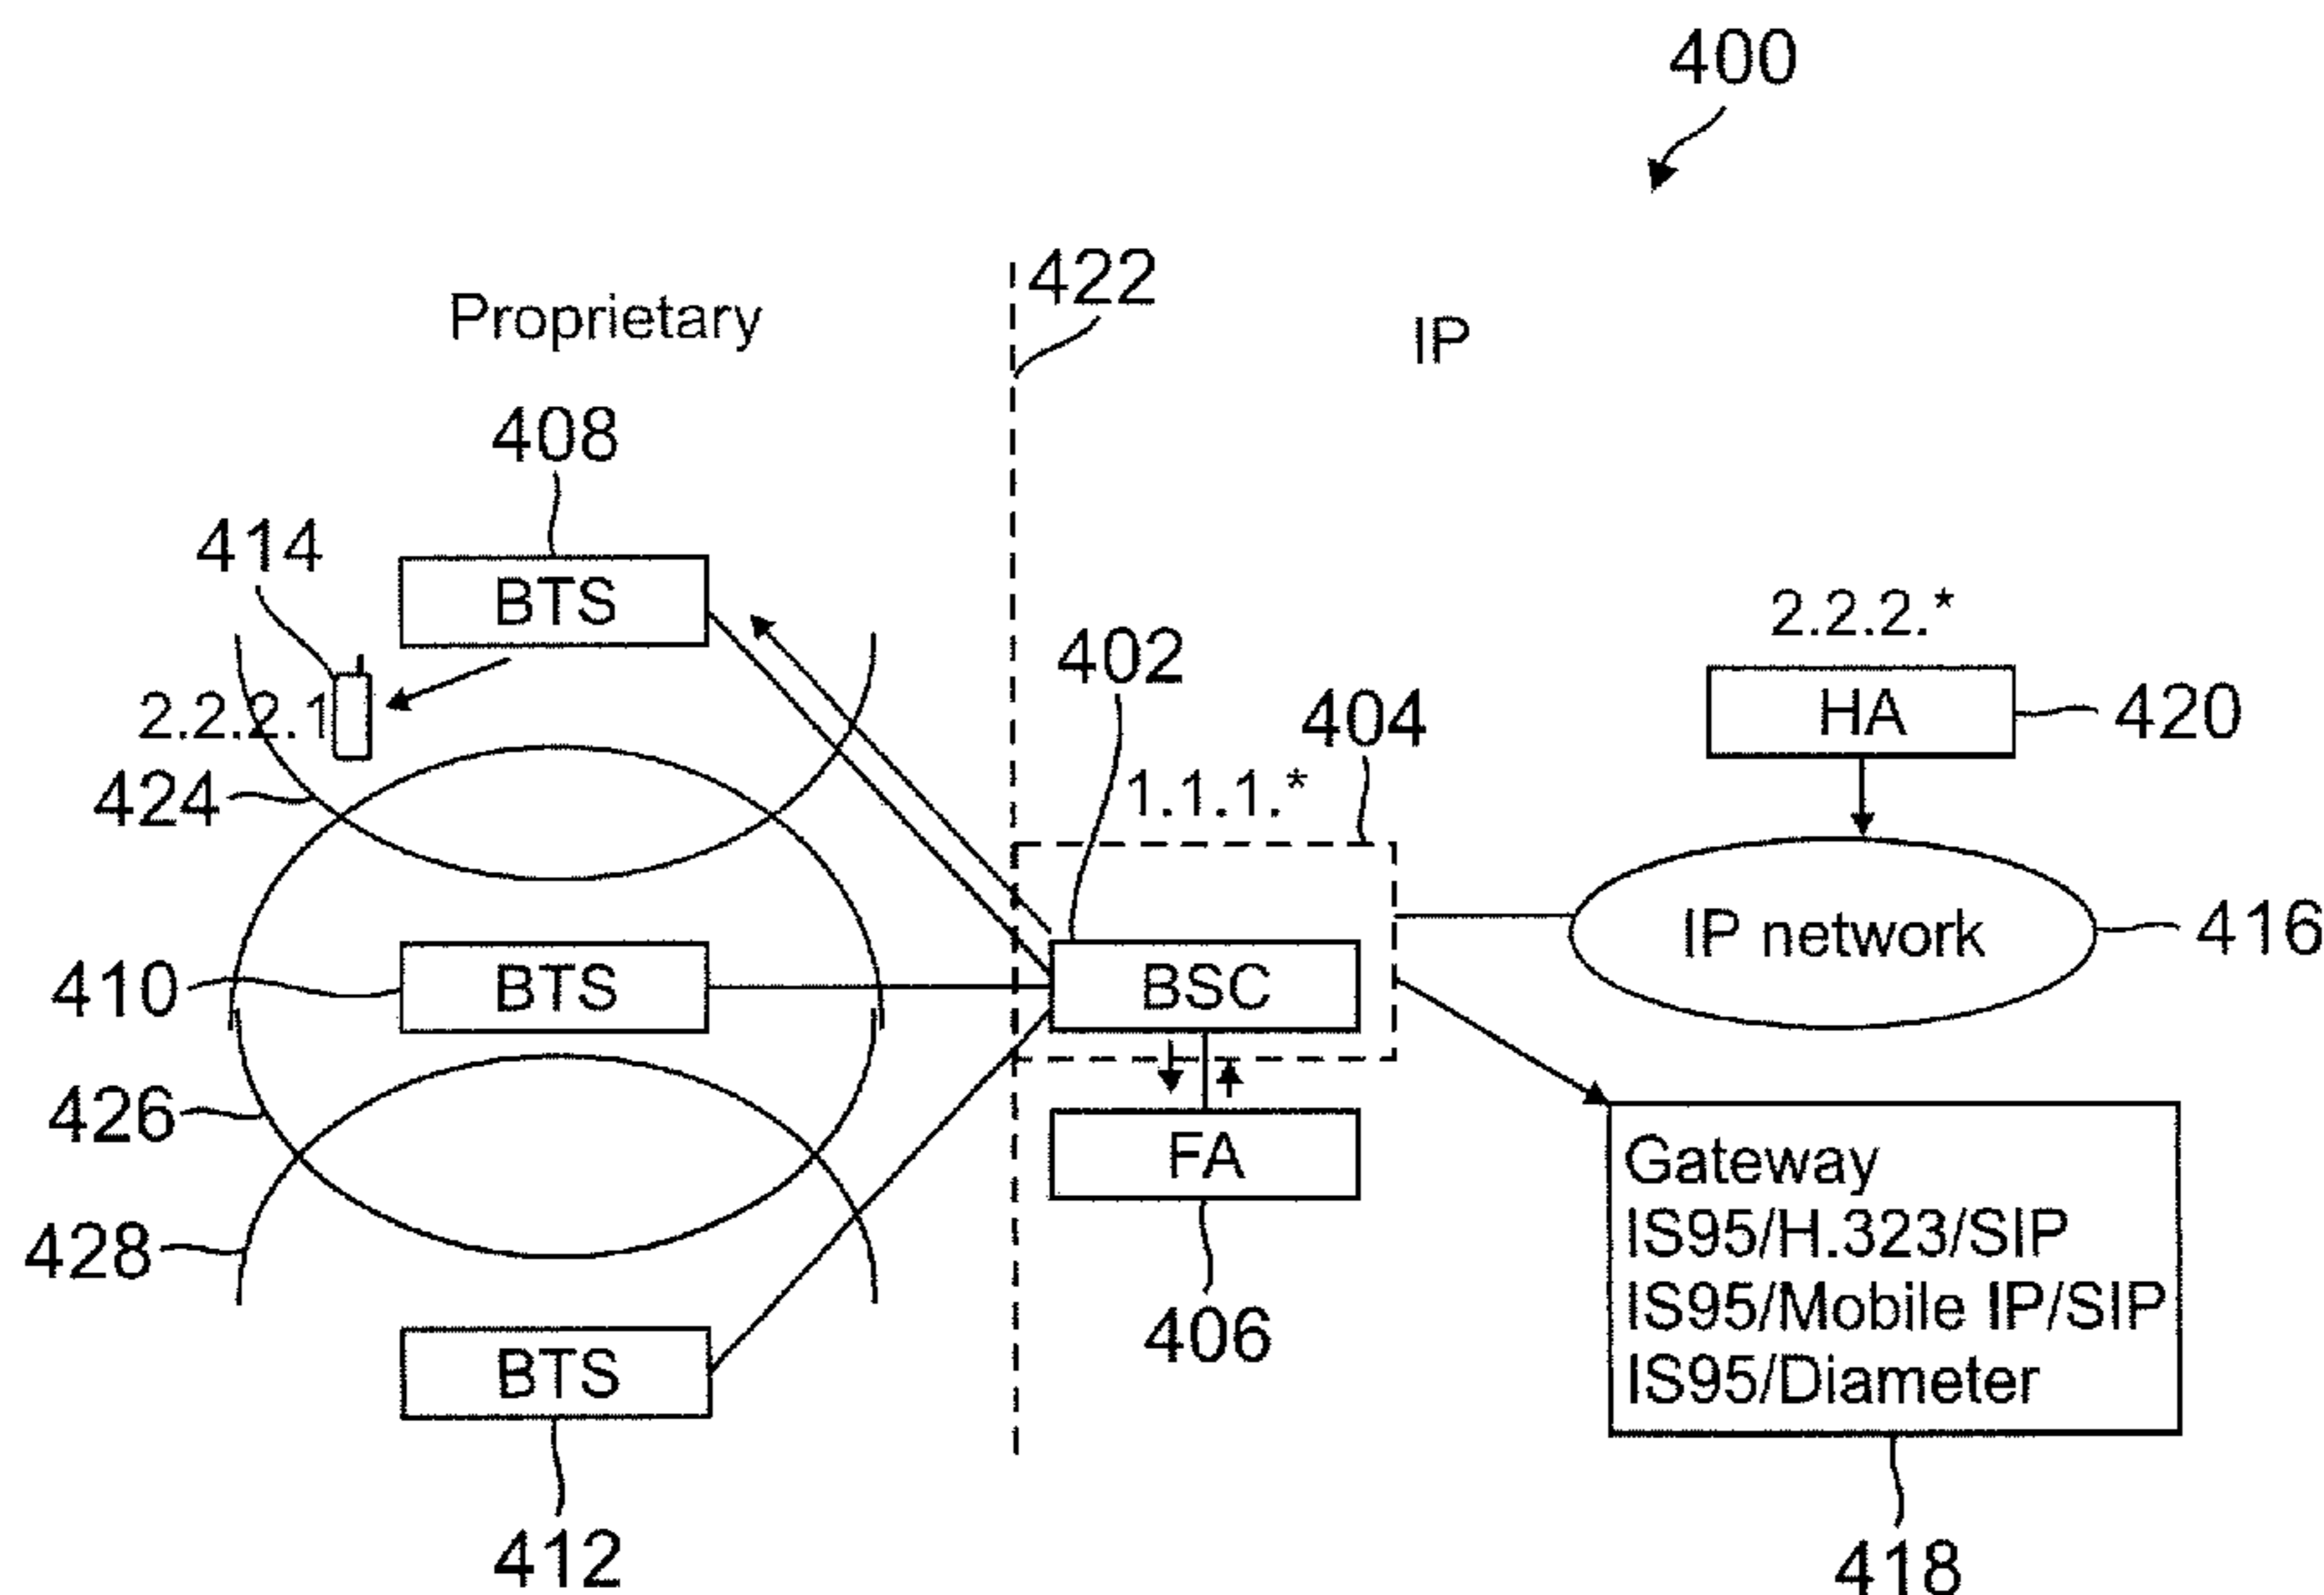 400
422
Proprietary
IP
408
414
BTS
2.2.2.*
402
404
HA
420
2.2.2.1
424
1.1.1.*
IP network
416
410
BTS
BSC
426
FA
Gateway
IS95/H.323/SIP
IS95/Mobile IP/SIP
IS95/Diameter
428
406
BTS
412
418